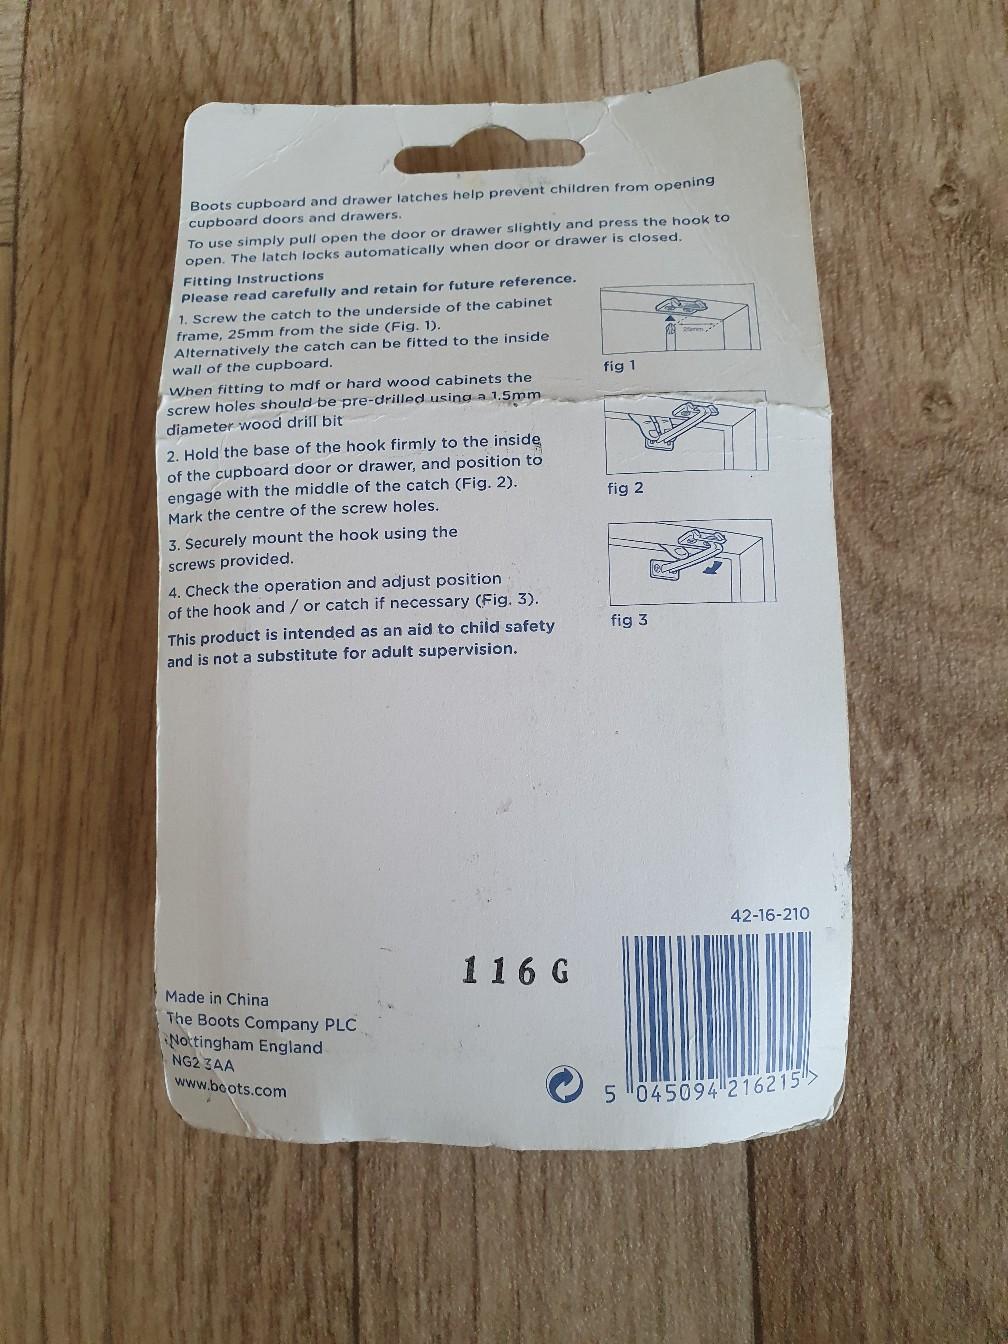 Boots cupboard and drawer latches help prevent children from opening
cupboard doors and drawers.
To use simply pull open the door or drawer slightly and press the hook to
open. The latch locks automatically when door or drawer is closed.
Fitting Instructions
Please read carefully and retain for future reference.
1. Screw the catch to the underside of the cabinet
frame, 25mm from the side (Fig. 1).
Alternatively the catch can be fitted to the inside
wall of the cupboard.
When fitting to mdf or hard wood cabinets the
screw holes should be pre-drilled using a 1.5mm
diameter wood drill bit
2. Hold the base of the hook firmly to the inside
of the cupboard door or drawer, and position to
engage with the middle of the catch (Fig. 2).
Mark the centre of the screw holes.
3. Securely mount the hook using the
screws provided.
4. Check the operation and adjust position
of the hook and / or catch if necessary (Fig. 3).
This product is intended as an aid to child safety
and is not a substitute for adult supervision.
25mm
fig 1
fig 2
fig 3
42-16-210
116 G
Made in China
The Boots Company PLC
Nottingham England
NG2 3AA
www.boots.com
5 045094 216215 >